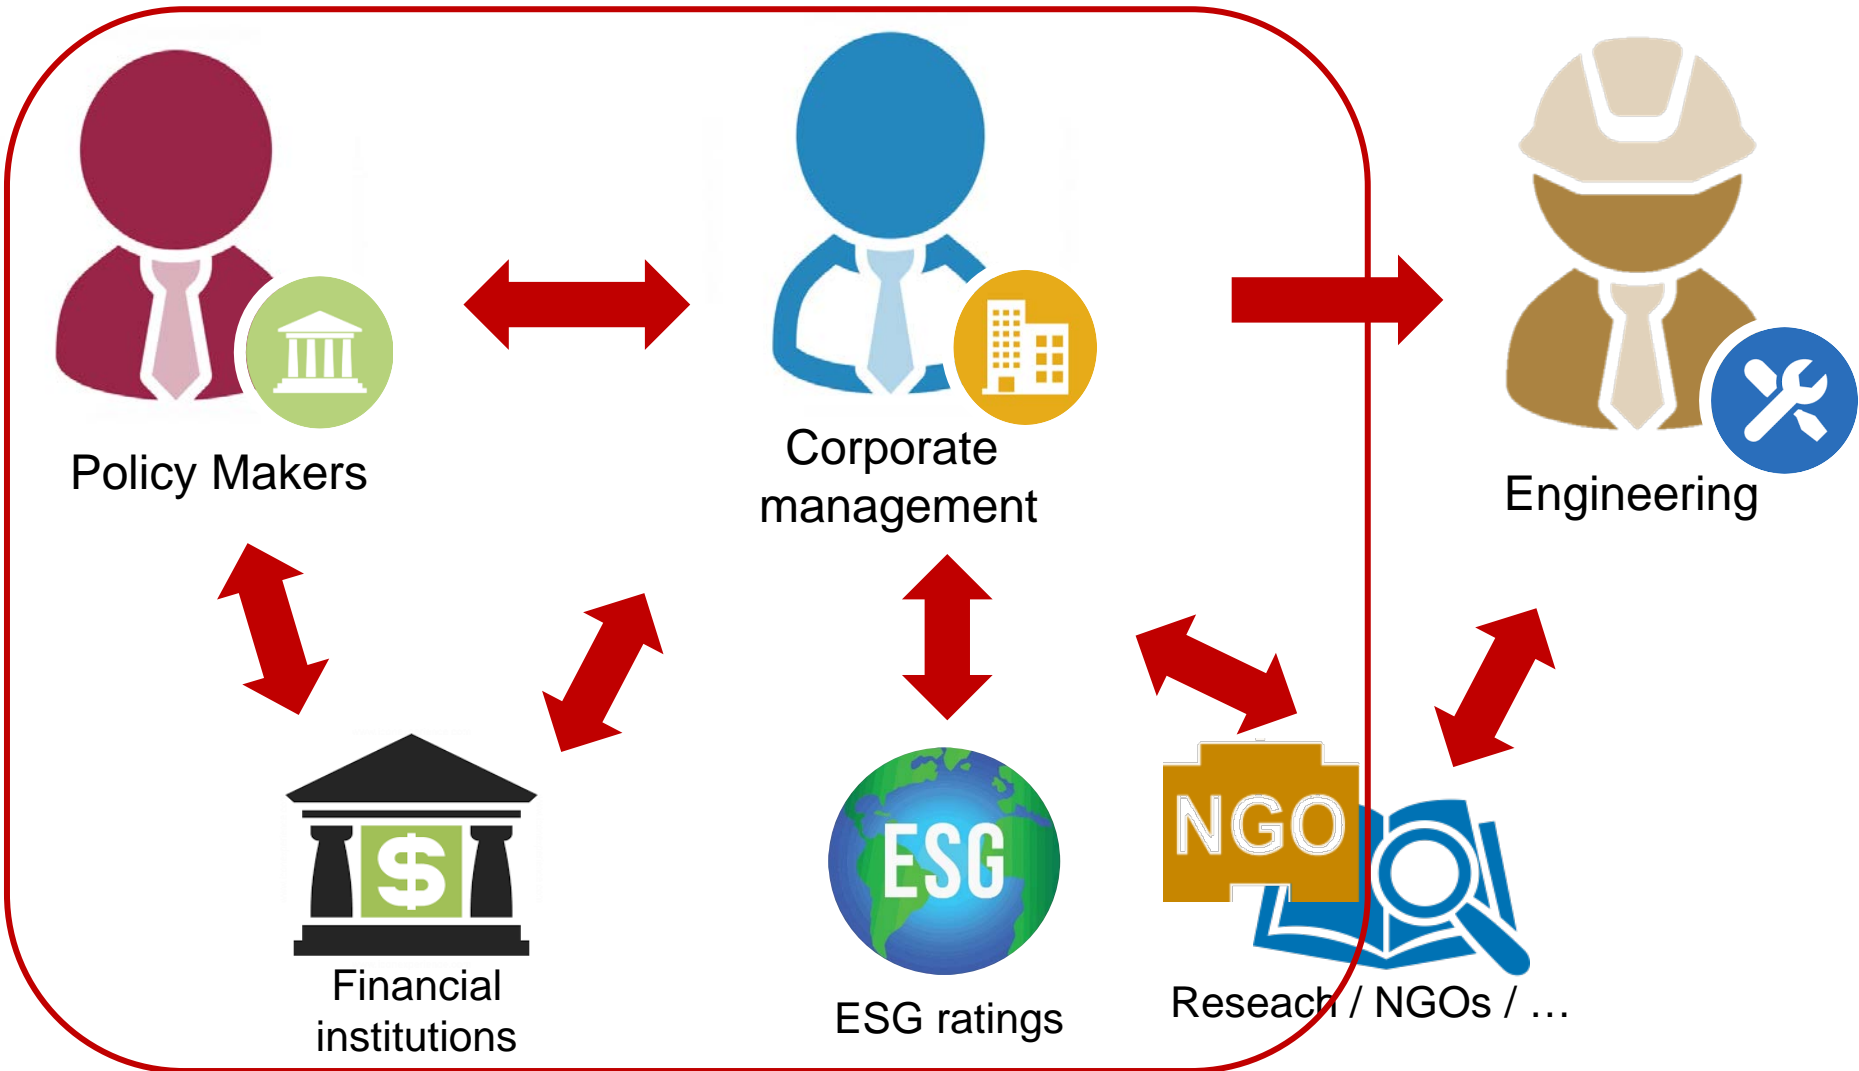 Policy Makers
Corporate
management
Engineering
$
NGO
ESG
Financial
institutions
ESG ratings
Reseach / NGOs / …